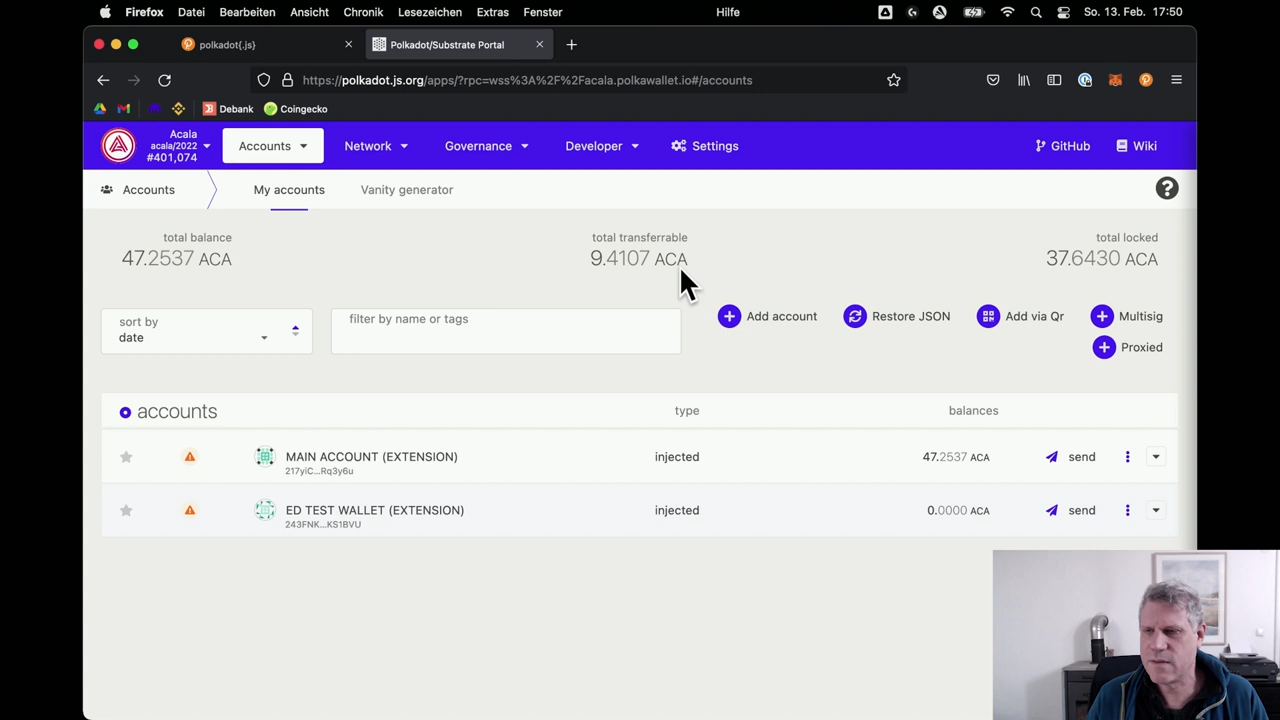 Firefox Datei Bearbeiten Ansicht Chronik Lesezeichen Extras Fenster Hilfe So. 13. Feb. 17:50
polkadot{.js} Polkadot/Substrate Portal
https://polkadot.js.org/apps/?rpc=wss%3A%2F%2Facala.polkawallet.io#/accounts
Debank Coingecko
Acala
acala/2022
#401,074
Accounts Network Governance Developer Settings GitHub Wiki
Accounts My accounts Vanity generator
total balance total transferrable total locked
47.2537 ACA 9.4107 ACA 37.6430 ACA
sort by
date
filter by name or tags
Add account Restore JSON Add via Qr Multisig
Proxied
accounts type balances
MAIN ACCOUNT (EXTENSION) injected 47.2537 ACA send
217yiC...Rq3y6u
ED TEST WALLET (EXTENSION) injected 0.0000 ACA send
243FNK...KS1BVU